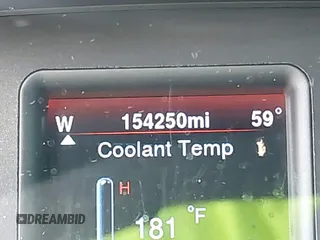 W 154250mi 59°
Coolant Temp
H
181 °F
DREAMBID